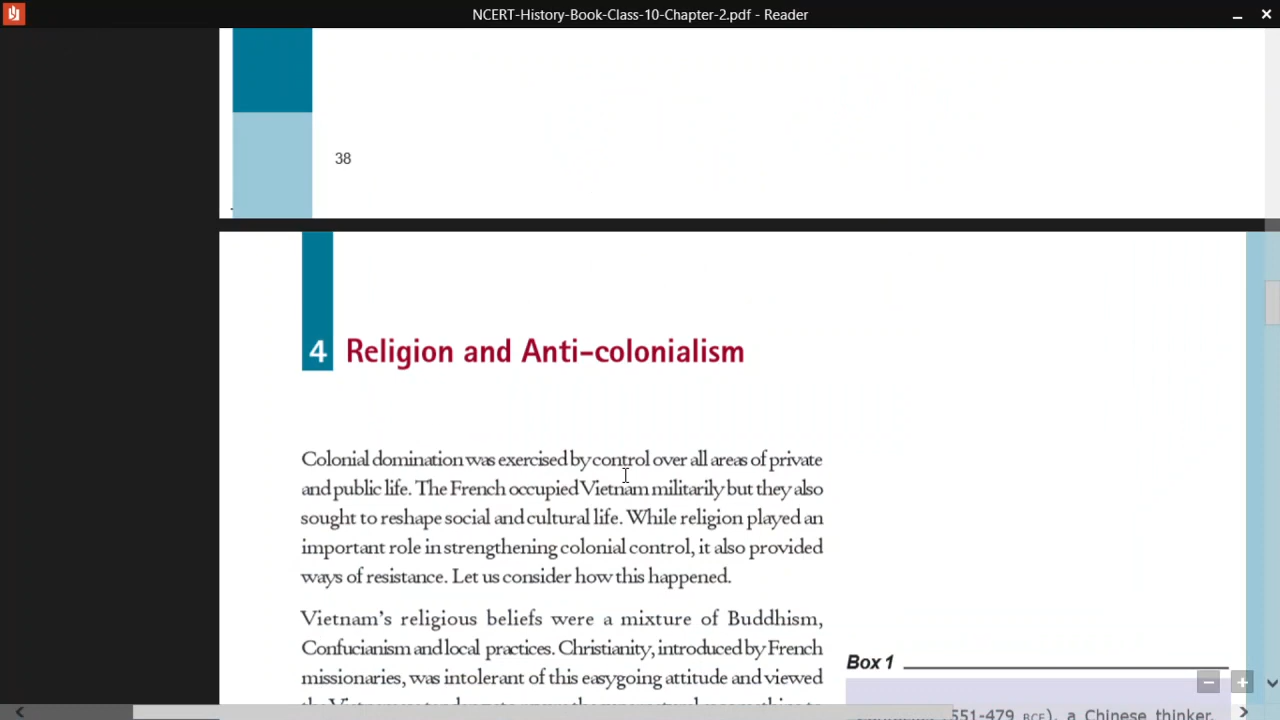 NCERT-History-Book-Class-10-Chapter-2.pdf - Reader
38
4 Religion and Anti-colonialism
Colonial domination was exercised by control over all areas of private
and public life. The French occupied Vietnam militarily but they also
sought to reshape social and cultural life. While religion played an
important role in strengthening colonial control, it also provided
ways of resistance. Let us consider how this happened.
Vietnam's religious beliefs were a mixture of Buddhism,
Confucianism and local practices. Christianity, introduced by French
missionaries, was intolerant of this easygoing attitude and viewed
Box 1
551-479 BCE), a Chinese thinker,